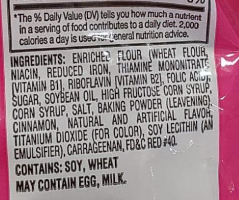 *The % Daily Value (DV) tells you how much a nutrient
in a serving of food contributes to a daily diet. 2,000
calories a day is used for general nutrition advice.
INGREDIENTS: ENRICHED FLOUR (WHEAT FLOUR,
NIACIN, REDUCED IRON, THIAMINE MONONITRATE
[VITAMIN B1], RIBOFLAVIN [VITAMIN B2], FOLIC ACID),
SUGAR, SOYBEAN OIL, HIGH FRUCTOSE CORN SYRUP,
CORN SYRUP, SALT, BAKING POWDER (LEAVENING),
CINNAMON, NATURAL AND ARTIFICIAL FLAVOR,
TITANIUM DIOXIDE (FOR COLOR), SOY LECITHIN (AN
EMULSIFIER), CARRAGEENAN, FD&C RED #40.
CONTAINS: SOY, WHEAT
MAY CONTAIN EGG, MILK.